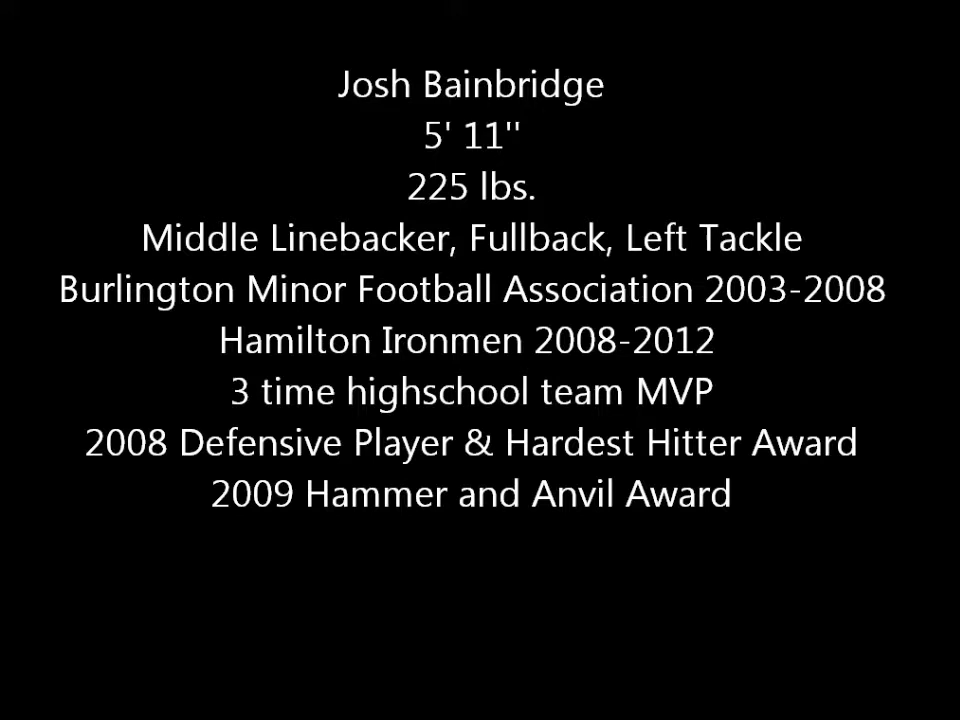 Josh Bainbridge
5' 11''
225 lbs.
Middle Linebacker, Fullback, Left Tackle
Burlington Minor Football Association 2003-2008
Hamilton Ironmen 2008-2012
3 time highschool team MVP
2008 Defensive Player & Hardest Hitter Award
2009 Hammer and Anvil Award